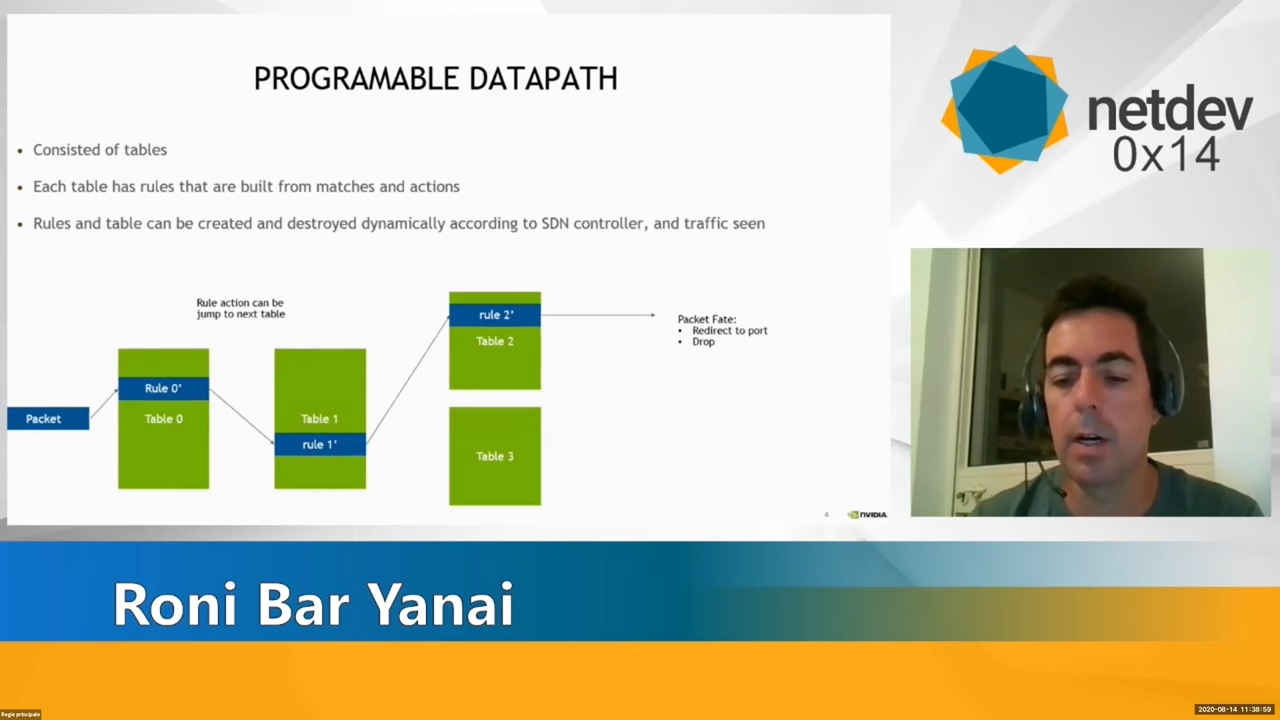 PROGRAMABLE DATAPATH
• Consisted of tables
• Each table has rules that are built from matches and actions
• Rules and table can be created and destroyed dynamically according to SDN controller, and traffic seen
Rule action can be
jump to next table
Packet
Rule 0'
Table 0
Table 1
rule 1'
rule 2'
Table 2
Table 3
Packet Fate:
• Redirect to port
• Drop
4
NVIDIA
netdev
0x14
Roni Bar Yanai
Regie principale
2020-08-14 11:38:59